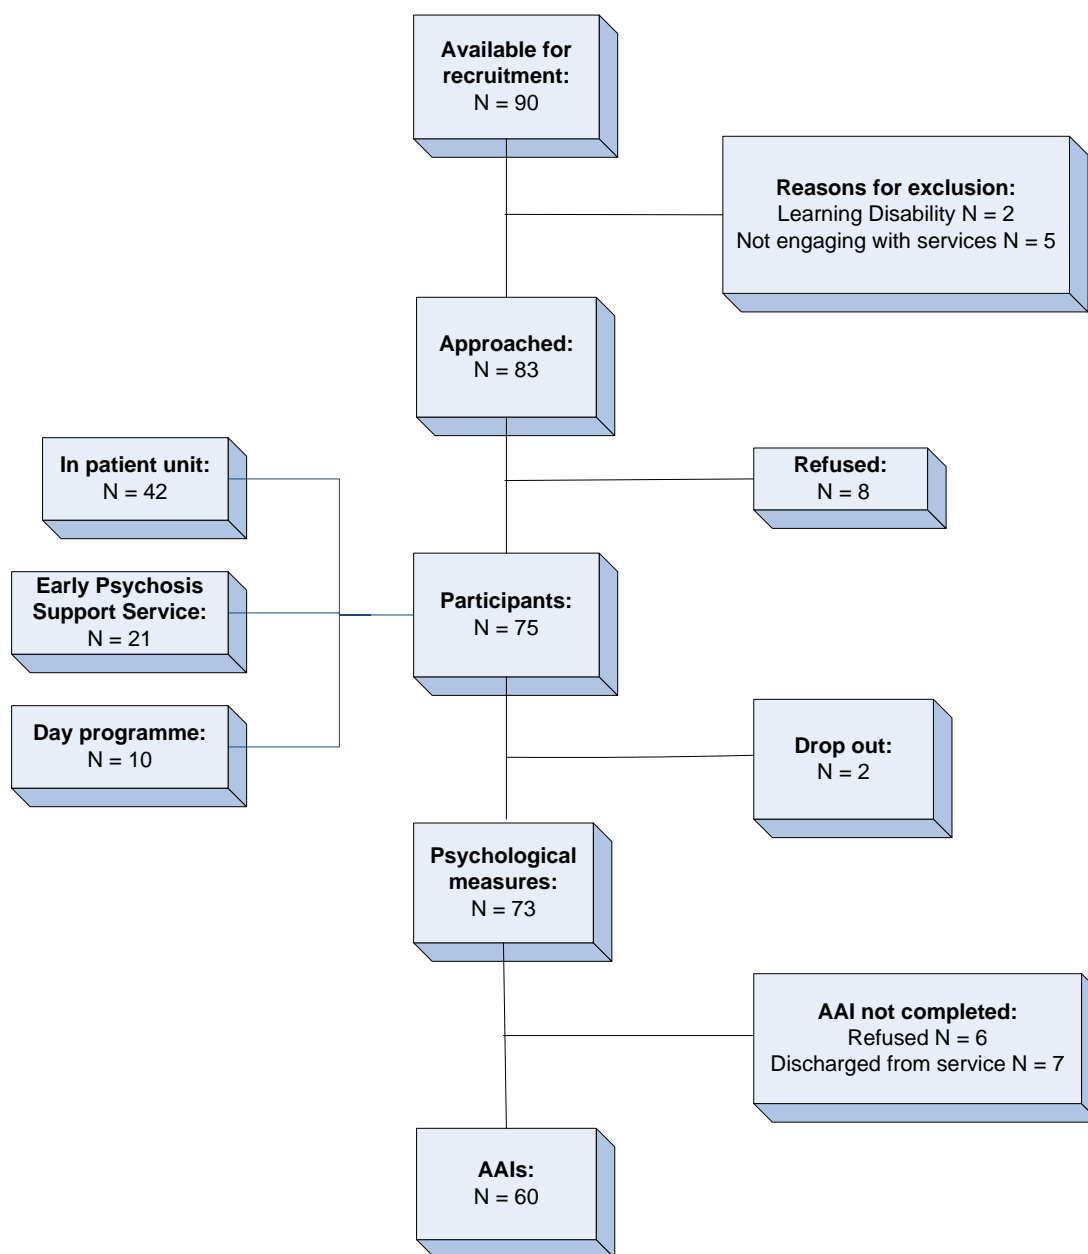 Available for
recruitment:
N = 90
Reasons for exclusion:
Learning Disability N = 2
Not engaging with services N = 5
Approached:
N = 83
In patient unit:
N = 42
Refused:
N = 8
Early Psychosis
Support Service:
N = 21
Participants:
N = 75
Day programme:
N = 10
Drop out:
N = 2
Psychological
measures:
N = 73
AAI not completed:
Refused N = 6
Discharged from service N = 7
AAIs:
N = 60